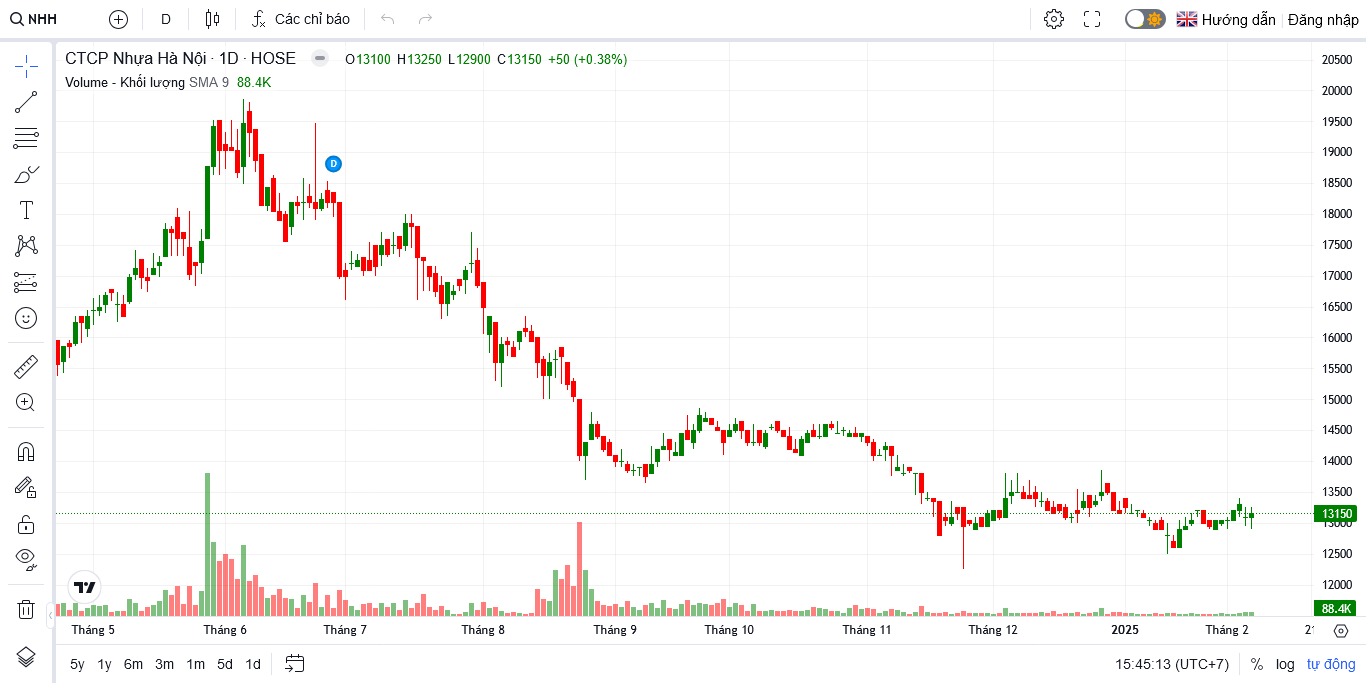 NHH D Các chỉ báo Hướng dẫn Đăng nhập
CTCP Nhựa Hà Nội · 1D · HOSE O13100 H13250 L12900 C13150 +50 (+0.38%)
Volume - Khối lượng SMA 9 88.4K
20500
20000
19500
19000
D
18500
18000
17500
17000
16500
16000
15500
15000
14500
14000
13500
13150
13000
12500
12000
88.4K
Tháng 5 Tháng 6 Tháng 7 Tháng 8 Tháng 9 Tháng 10 Tháng 11 Tháng 12 2025 Tháng 2
5y 1y 6m 3m 1m 5d 1d 15:45:13 (UTC+7) % log tự động